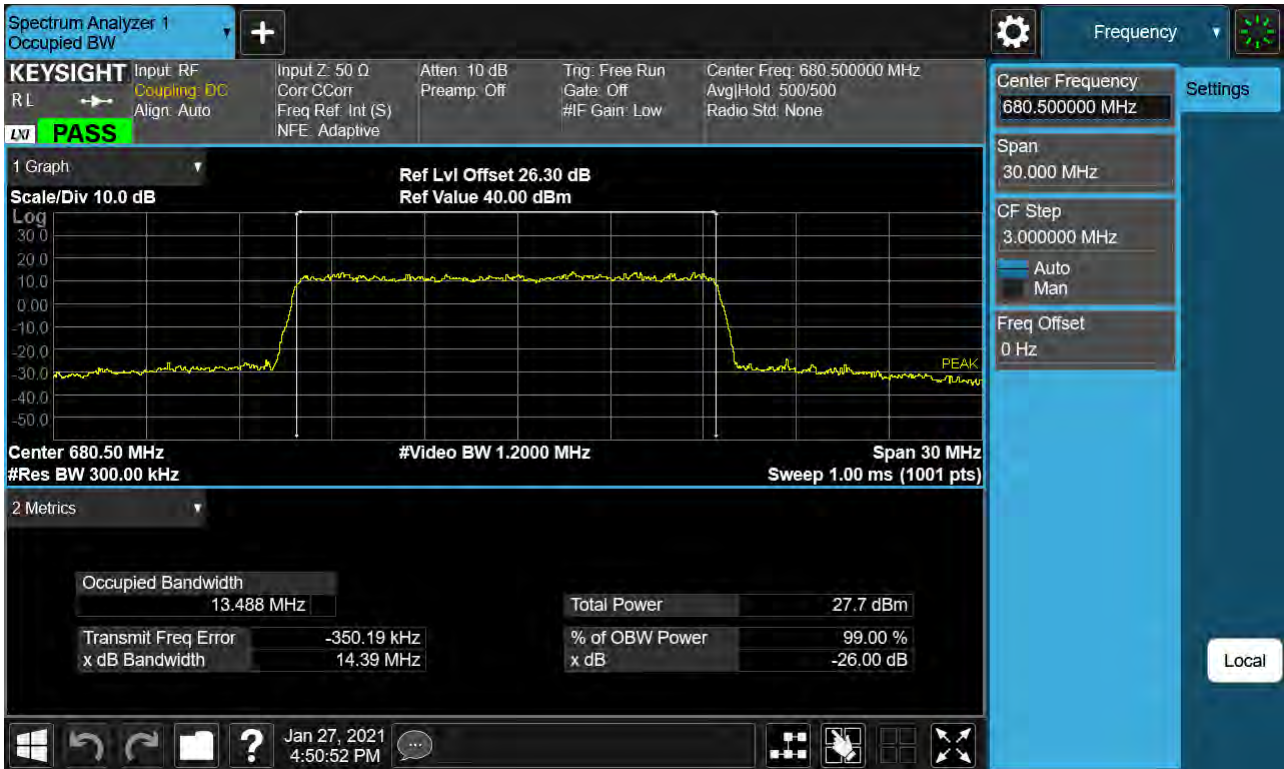 Spectrum Analyzer 1
Occupied BW
+
Frequency
KEYSIGHT
R L
LXI
PASS
Input: RF
Coupling: DC
Align: Auto
Input Z: 50 Ω
Corr CCorr
Freq Ref: Int (S)
NFE: Adaptive
Atten: 10 dB
Preamp: Off
Trig: Free Run
Gate: Off
#IF Gain: Low
Center Freq: 680.500000 MHz
Avg|Hold: 500/500
Radio Std: None
Center Frequency
680.500000 MHz
Settings
Span
30.000 MHz
CF Step
3.000000 MHz
Auto
Man
Freq Offset
0 Hz
Local
1 Graph
Scale/Div 10.0 dB
Ref Lvl Offset 26.30 dB
Ref Value 40.00 dBm
Log
30.0
20.0
10.0
0.00
-10.0
-20.0
-30.0
-40.0
-50.0
PEAK
Center 680.50 MHz
#Video BW 1.2000 MHz
Span 30 MHz
#Res BW 300.00 kHz
Sweep 1.00 ms (1001 pts)
2 Metrics
Occupied Bandwidth
13.488 MHz
Total Power 27.7 dBm
Transmit Freq Error -350.19 kHz
% of OBW Power 99.00 %
x dB Bandwidth 14.39 MHz
x dB -26.00 dB
?
Jan 27, 2021
4:50:52 PM